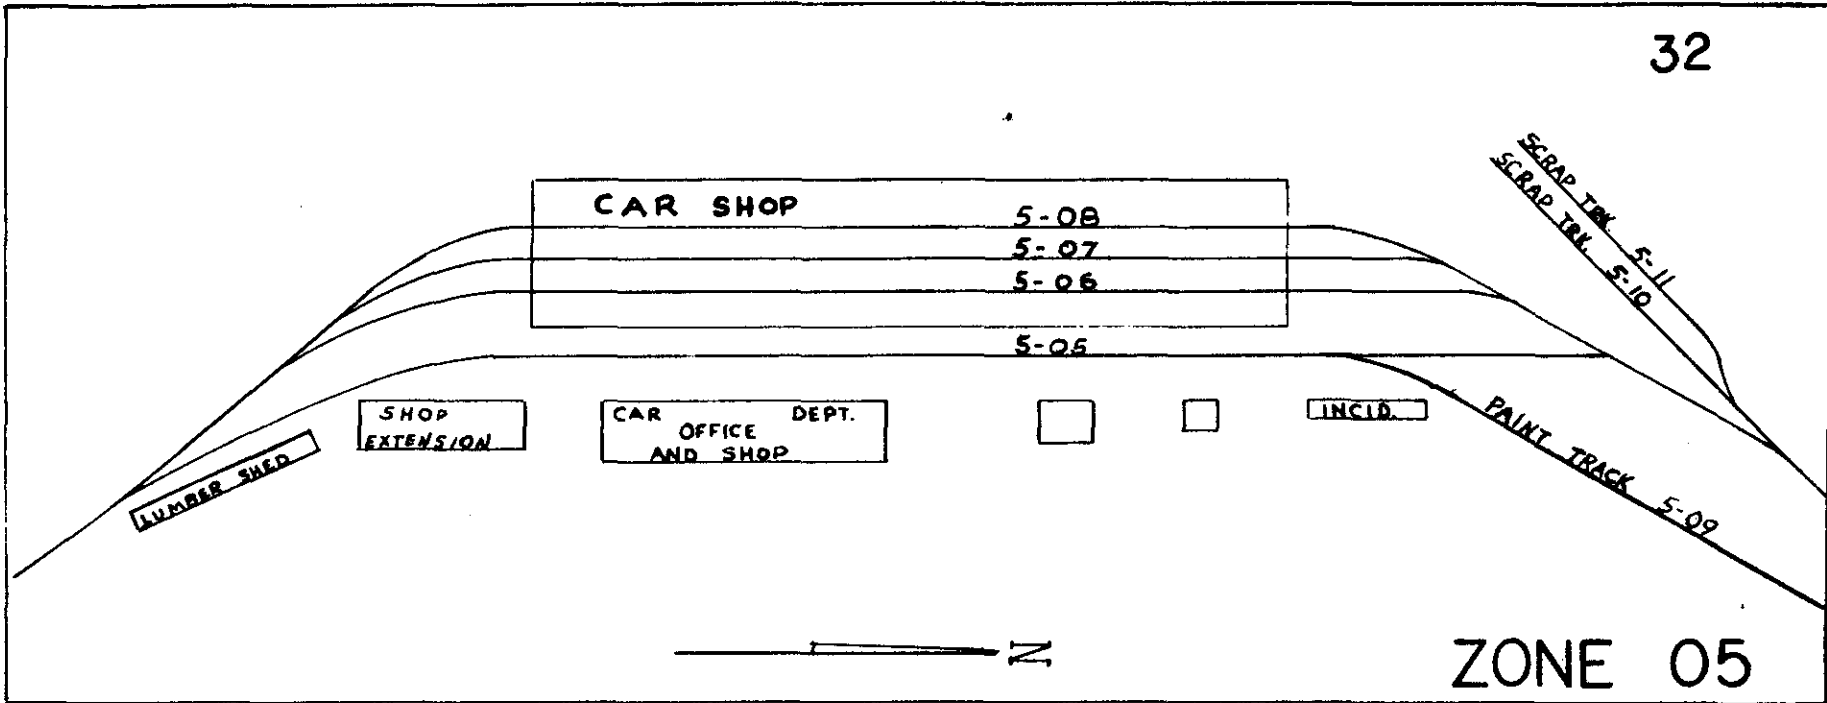 32
SCRAP TRK. 5-11
SCRAP TRK. 5-10
CAR SHOP
5-08
5-07
5-06
5-05
SHOP
EXTENSION
CAR DEPT.
OFFICE
AND SHOP
INCID.
PAINT TRACK 5-09
LUMBER SHED
N
ZONE 05